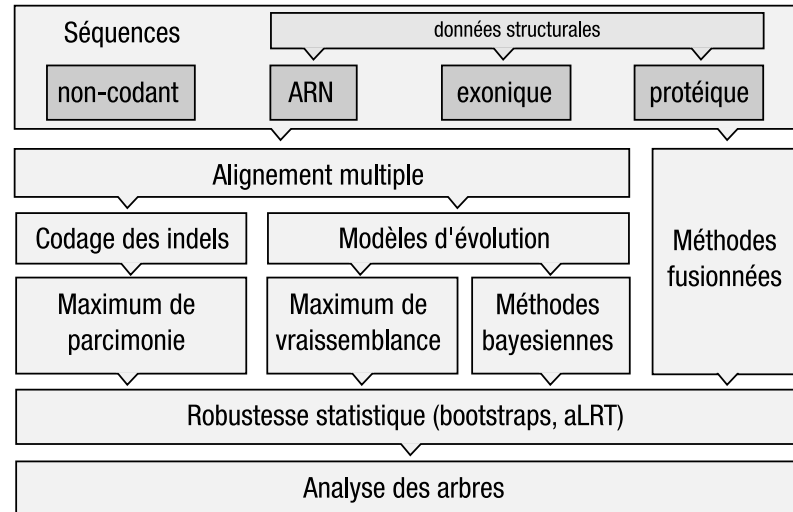 Séquences
données structurales
non-codant
ARN
exonique
protéique
Alignement multiple
Codage des indels
Modèles d'évolution
Méthodes
fusionnées
Maximum de
parcimonie
Maximum de
vraissemblance
Méthodes
bayesiennes
Robustesse statistique (bootstraps, aLRT)
Analyse des arbres